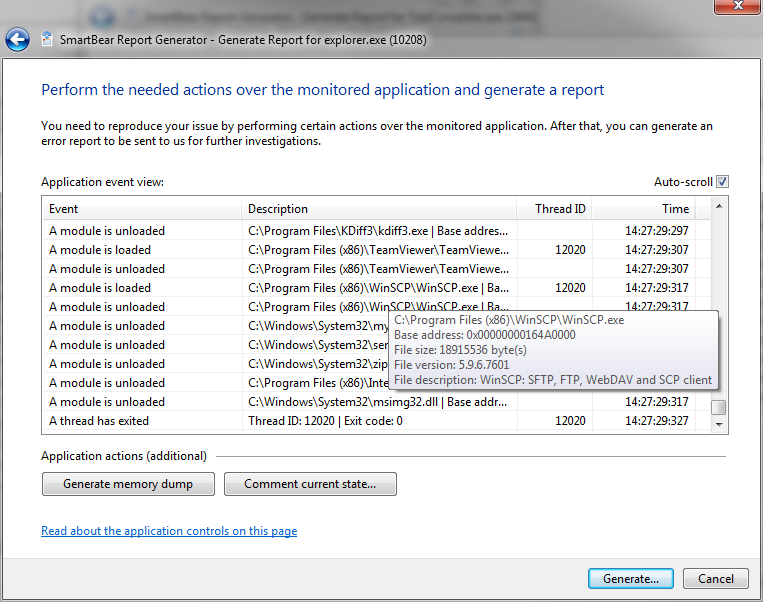 SmartBear Report Generator - Generate Report for explorer.exe (10208)
Perform the needed actions over the monitored application and generate a report
You need to reproduce your issue by performing certain actions over the monitored application. After that, you can generate an
error report to be sent to us for further investigations.
Application event view: Auto-scroll
Event Description Thread ID Time
A module is unloaded C:\Program Files\KDiff3\kdiff3.exe | Base addres... 14:27:29:297
A module is loaded C:\Program Files (x86)\TeamViewer\TeamViewe... 12020 14:27:29:307
A module is unloaded C:\Program Files (x86)\TeamViewer\TeamViewe... 14:27:29:307
A module is loaded C:\Program Files (x86)\WinSCP\WinSCP.exe | Ba... 12020 14:27:29:317
A module is unloaded C:\Program Files (x86)\WinSCP\WinSCP.exe | Ba... 14:27:29:317
A module is unloaded C:\Windows\System32\my
A module is unloaded C:\Windows\System32\ser
A module is unloaded C:\Windows\System32\zip
A module is unloaded C:\Program Files (x86)\Inte
C:\Program Files (x86)\WinSCP\WinSCP.exe
Base address: 0x00000000164A0000
File size: 18915536 byte(s)
File version: 5.9.6.7601
File description: WinSCP: SFTP, FTP, WebDAV and SCP client
A module is unloaded C:\Windows\System32\msimg32.dll | Base addr... 14:27:29:317
A thread has exited Thread ID: 12020 | Exit code: 0 12020 14:27:29:327
Application actions (additional)
Generate memory dump Comment current state...
Read about the application controls on this page
Generate... Cancel